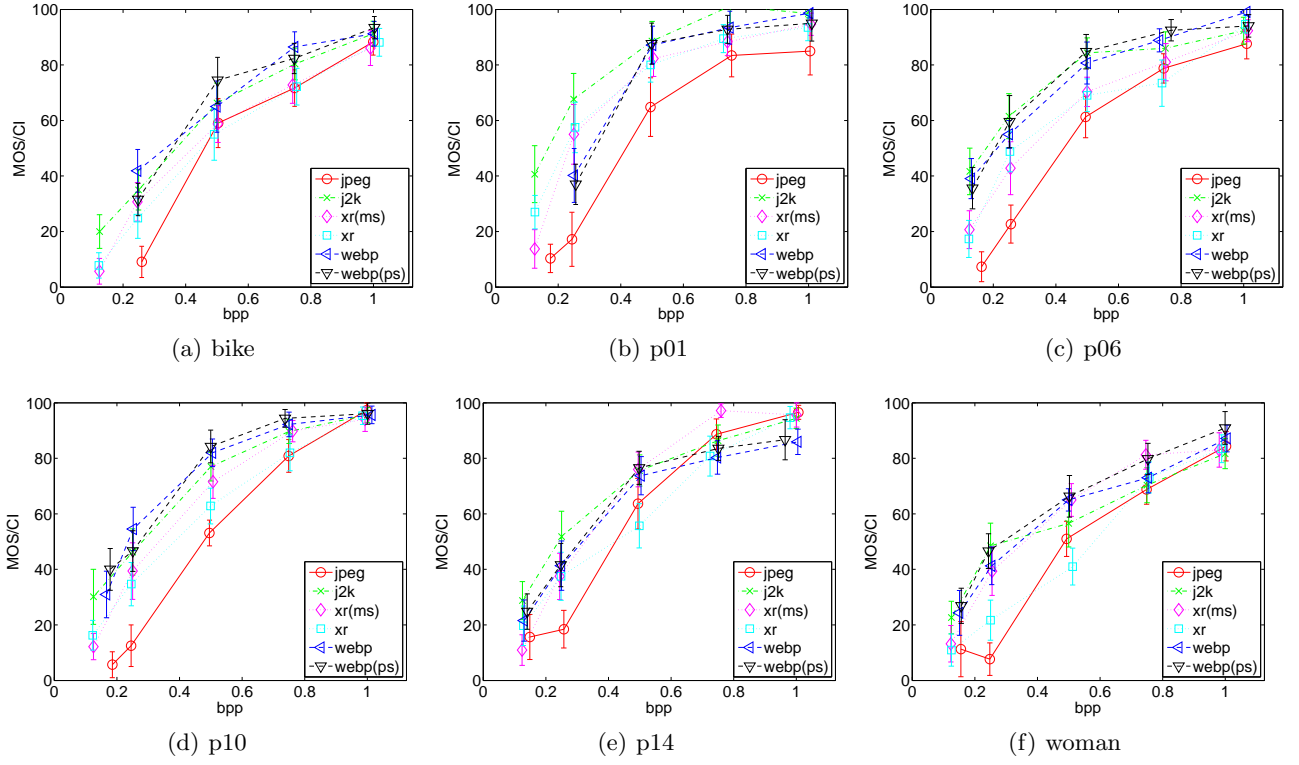 100
80
60
40
20
0
MOS/CI
0 0.2 0.4 0.6 0.8 1
bpp
jpeg
j2k
xr(ms)
xr
webp
webp(ps)
(a) bike
100
80
60
40
20
0
MOS/CI
0 0.2 0.4 0.6 0.8 1
bpp
jpeg
j2k
xr(ms)
xr
webp
webp(ps)
(b) p01
100
80
60
40
20
0
MOS/CI
0 0.2 0.4 0.6 0.8 1
bpp
jpeg
j2k
xr(ms)
xr
webp
webp(ps)
(c) p06
100
80
60
40
20
0
MOS/CI
0 0.2 0.4 0.6 0.8 1
bpp
jpeg
j2k
xr(ms)
xr
webp
webp(ps)
(d) p10
100
80
60
40
20
0
MOS/CI
0 0.2 0.4 0.6 0.8 1
bpp
jpeg
j2k
xr(ms)
xr
webp
webp(ps)
(e) p14
100
80
60
40
20
0
MOS/CI
0 0.2 0.4 0.6 0.8 1
bpp
jpeg
j2k
xr(ms)
xr
webp
webp(ps)
(f) woman